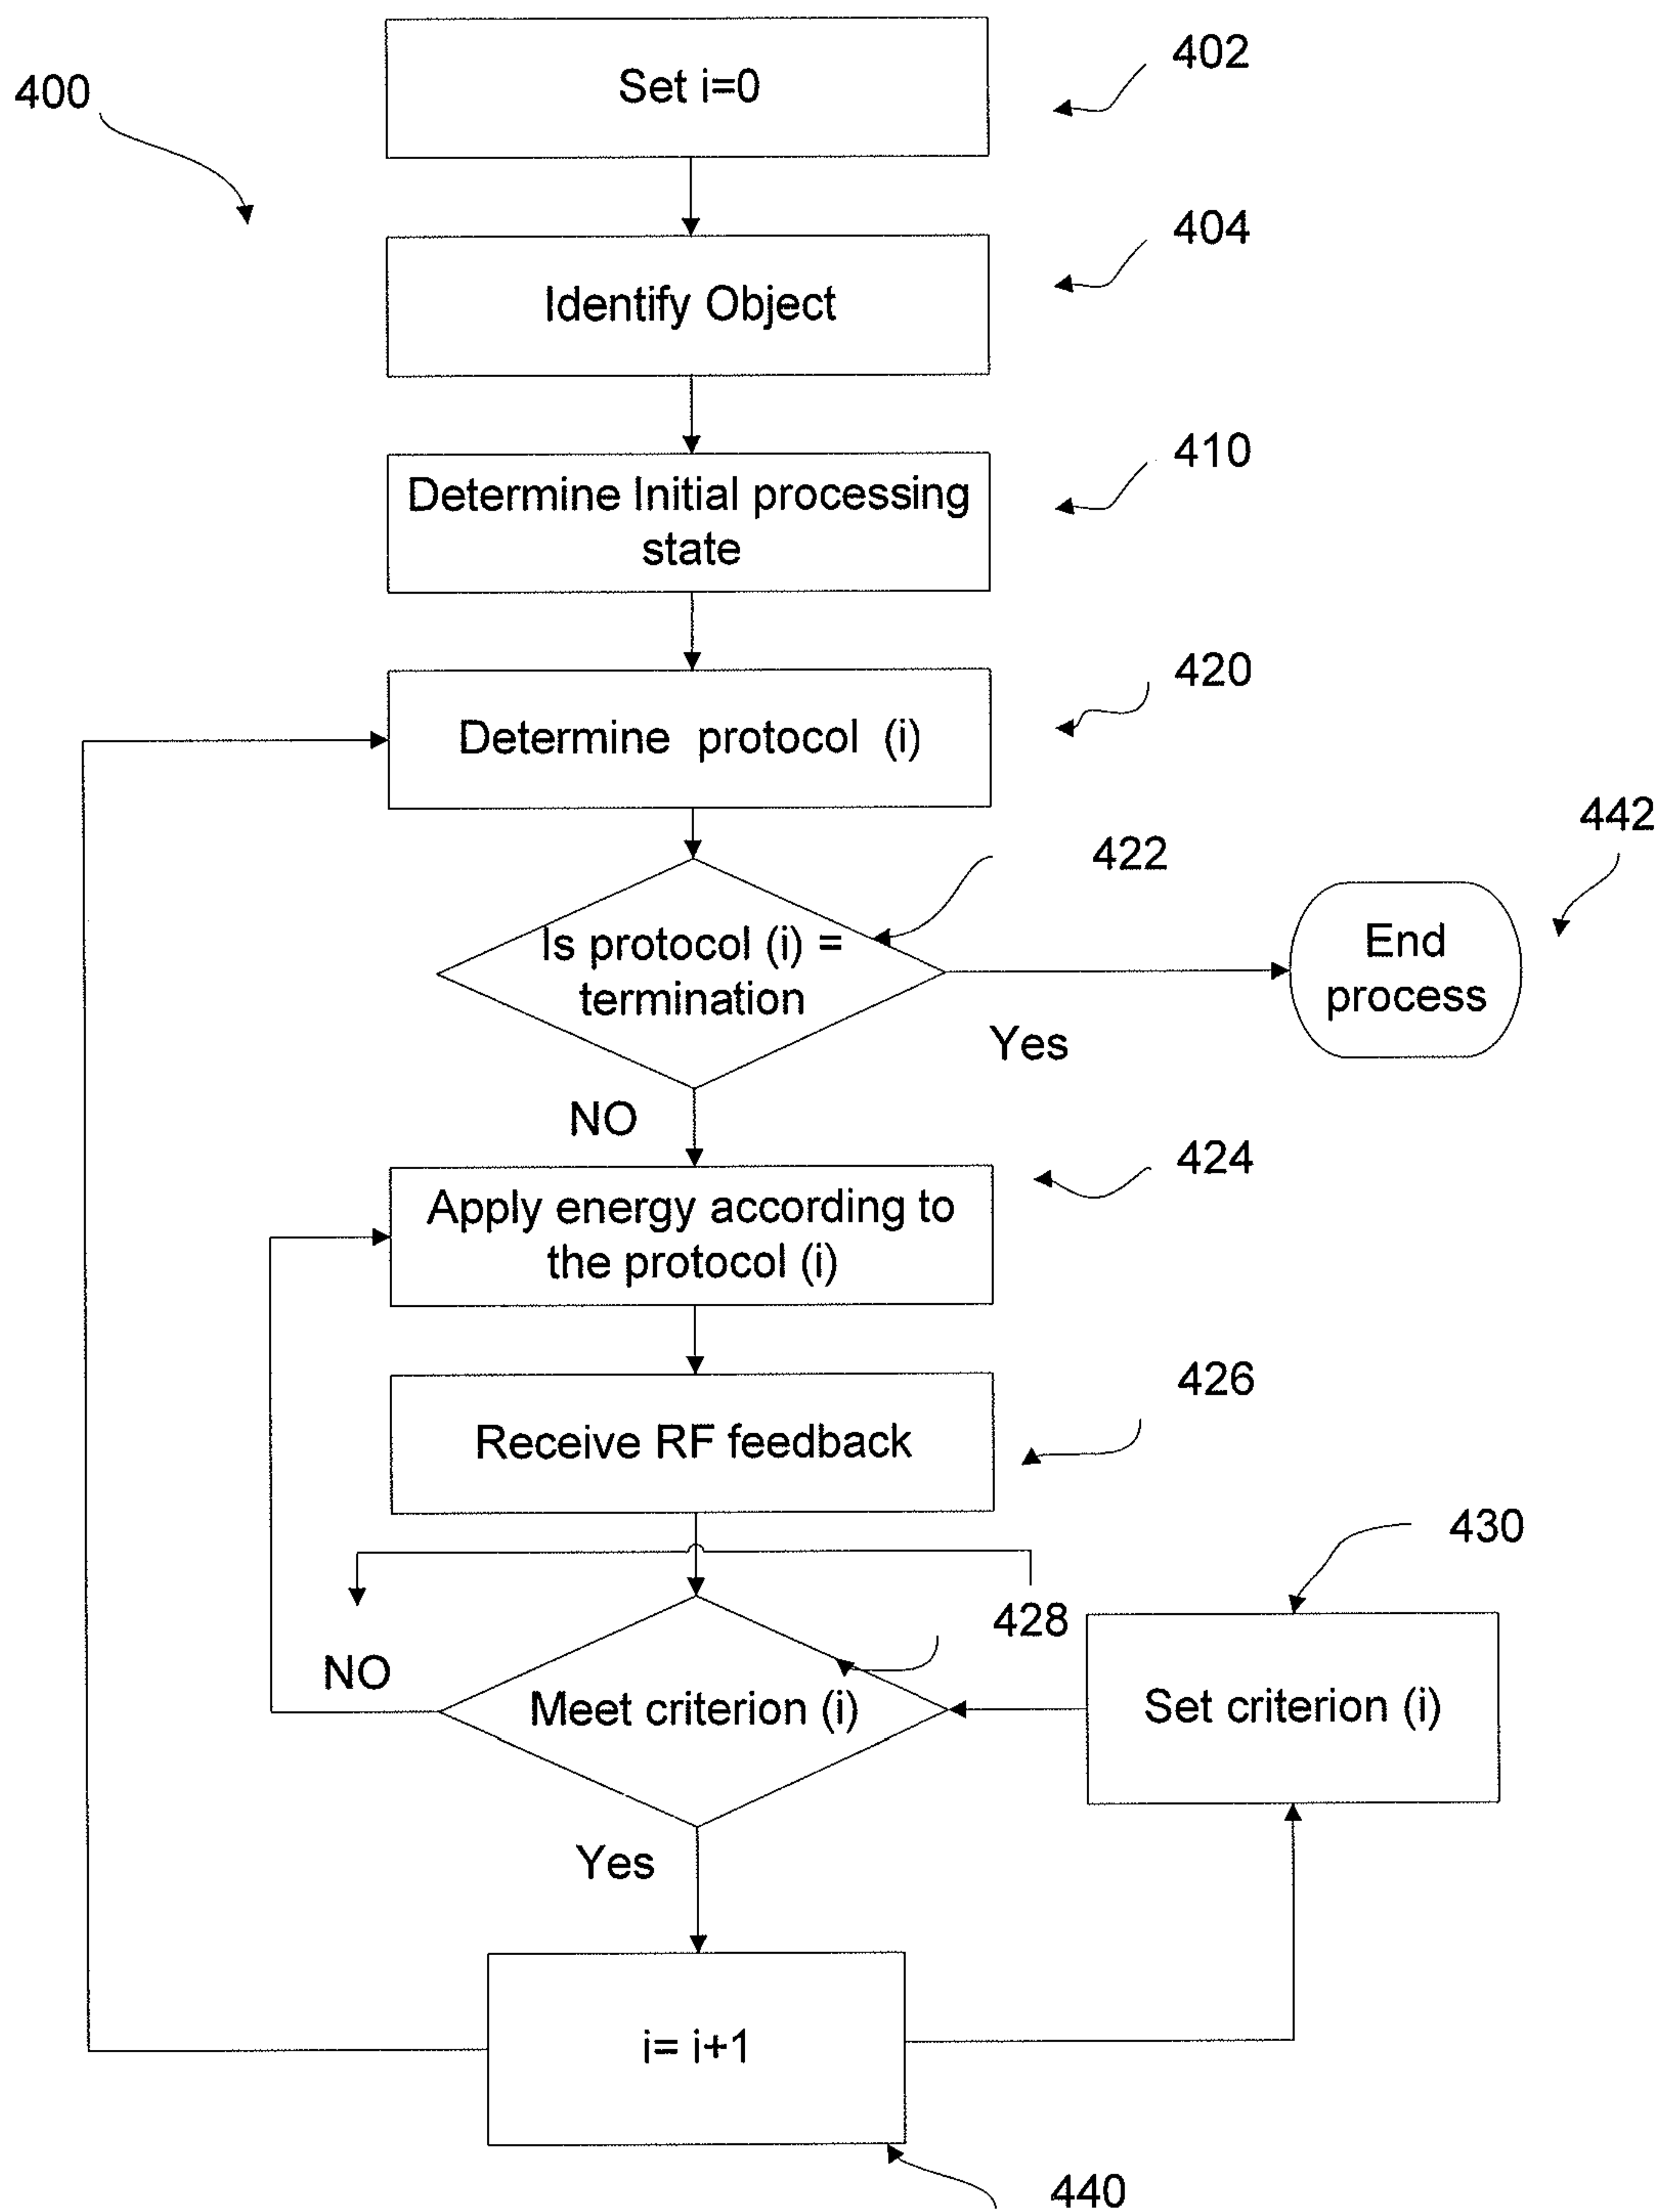 402
Set i=0
400
404
Identify Object
410
Determine Initial processing
state
420
Determine protocol (i)
442
422
Is protocol (i) =
termination
End
process
Yes
NO
424
Apply energy according to
the protocol (i)
426
Receive RF feedback
430
428
NO
Meet criterion (i)
Set criterion (i)
Yes
i= i+1
440